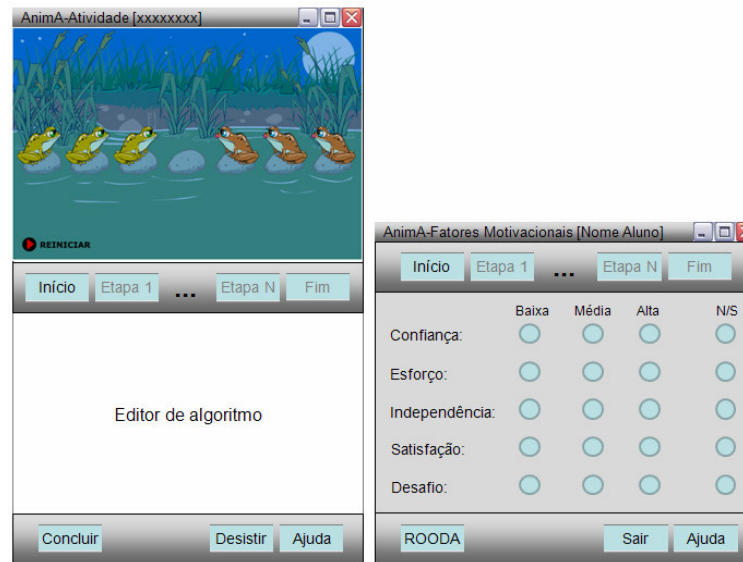 AnimA-Atividade [xxxxxxxx]
REINICIAR
Início Etapa 1 ... Etapa N Fim
Editor de algoritmo
Concluir Desistir Ajuda
AnimA-Fatores Motivacionais [Nome Aluno]
Início Etapa 1 ... Etapa N Fim
Baixa Média Alta N/S
Confiança:
Esforço:
Independência:
Satisfação:
Desafio:
ROODA Sair Ajuda